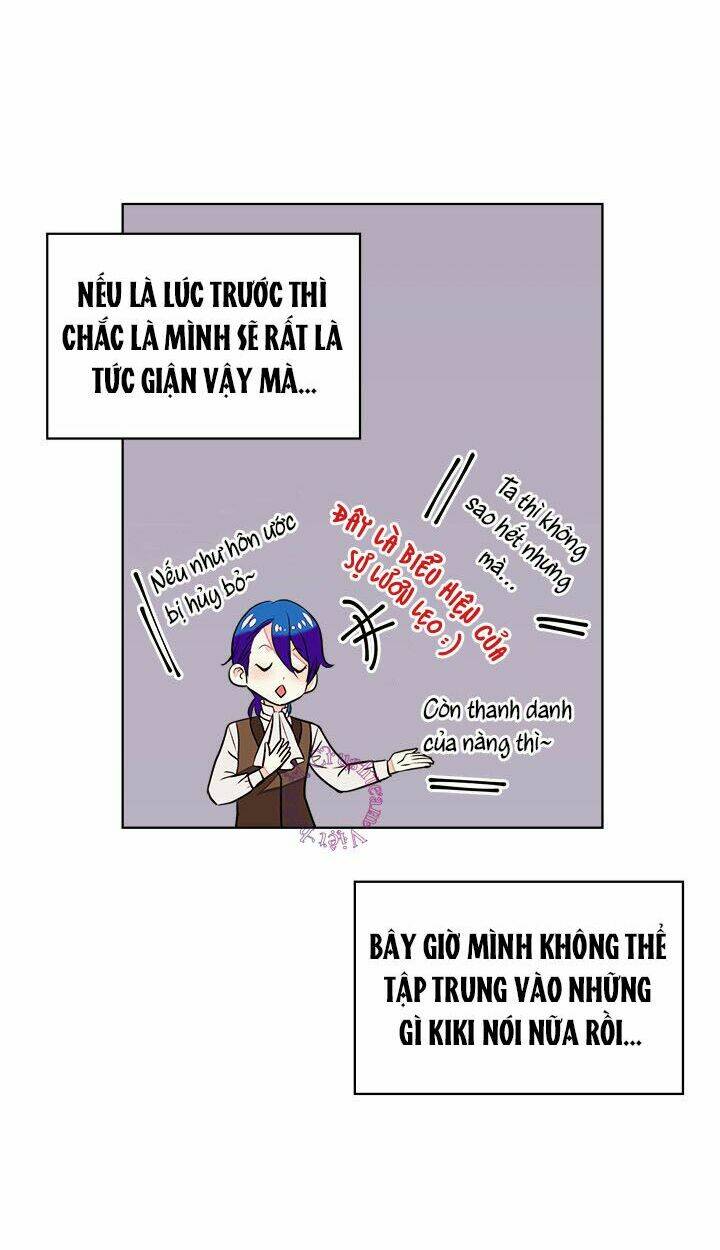 NẾU LÀ LÚC TRƯỚC THÌ
CHẮC LÀ MÌNH SẼ RẤT LÀ
TỨC GIẬN VẬY MÀ...
Ta thì không
sao hết nhưng
mà...
ĐÂY LÀ BIỂU HIỆN CỦA
SỰ LƯƠN LẸO:)
Nếu như hôn ước
bị hủy bỏ~
Còn thanh danh
của nàng thì~
BÂY GIỜ MÌNH KHÔNG THỂ
TẬP TRUNG VÀO NHỮNG
GÌ KIKI NÓI NỮA RỒI...